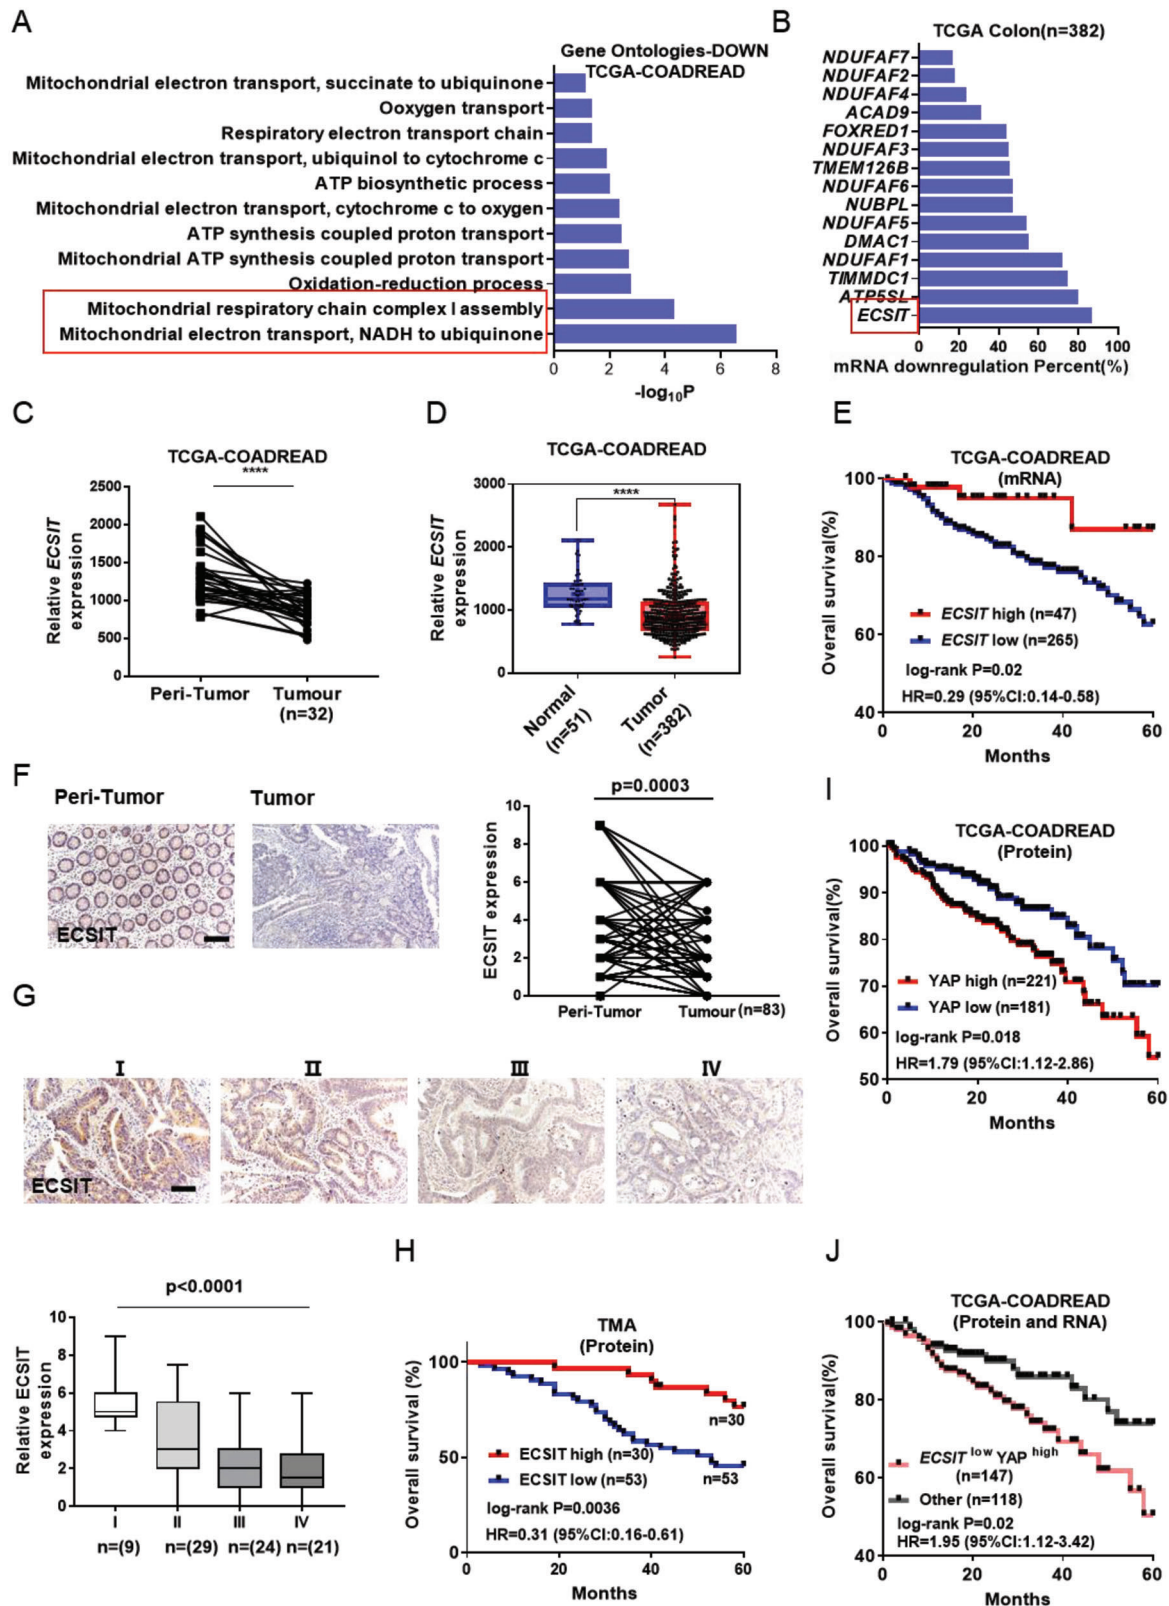 A
Gene Ontologies-DOWN
TCGA-COADREAD
Mitochondrial electron transport, succinate to ubiquinone
Ooxygen transport
Respiratory electron transport chain
Mitochondrial electron transport, ubiquinol to cytochrome c
ATP biosynthetic process
Mitochondrial electron transport, cytochrome c to oxygen
ATP synthesis coupled proton transport
Mitochondrial ATP synthesis coupled proton transport
Oxidation-reduction process
Mitochondrial respiratory chain complex I assembly
Mitochondrial electron transport, NADH to ubiquinone
0 2 4 6 8
-log10P
B
TCGA Colon(n=382)
NDUFAF7
NDUFAF2
NDUFAF4
ACAD9
FOXRED1
NDUFAF3
TMEM126B
NDUFAF6
NUBPL
NDUFAF5
DMAC1
NDUFAF1
TIMMDC1
ATP5SL
ECSIT
0 20 40 60 80 100
mRNA downregulation Percent(%)
C
TCGA-COADREAD
****
Relative ECSIT
expression
2500
2000
1500
1000
500
0
Peri-Tumor Tumour
(n=32)
D
TCGA-COADREAD
****
Relative ECSIT
expression
3000
2000
1000
0
Normal
(n=51)
Tumor
(n=382)
E
TCGA-COADREAD
(mRNA)
Overall survival(%)
100
80
60
40
ECSIT high (n=47)
ECSIT low (n=265)
log-rank P=0.02
HR=0.29 (95%CI:0.14-0.58)
0 20 40 60
Months
F
Peri-Tumor Tumor
ECSIT
p=0.0003
ECSIT expression
10
8
6
4
2
0
Peri-Tumor Tumour (n=83)
G
I II III IV
ECSIT
p<0.0001
Relative ECSIT
expression
10
8
6
4
2
0
I II III IV
n=(9) n=(29) n=(24) n=(21)
H
TMA
(Protein)
Overall survival (%)
100
50
0
n=30
ECSIT high (n=30)
ECSIT low (n=53)
n=53
log-rank P=0.0036
HR=0.31 (95%CI:0.16-0.61)
0 20 40 60
Months
I
TCGA-COADREAD
(Protein)
Overall survival(%)
100
90
80
70
60
50
YAP high (n=221)
YAP low (n=181)
log-rank P=0.018
HR=1.79 (95%CI:1.12-2.86)
0 20 40 60
Months
J
TCGA-COADREAD
(Protein and RNA)
Overall survival(%)
100
80
60
40
ECSIT low YAP high
(n=147)
Other (n=118)
log-rank P=0.02
HR=1.95 (95%CI:1.12-3.42)
0 20 40 60
Months